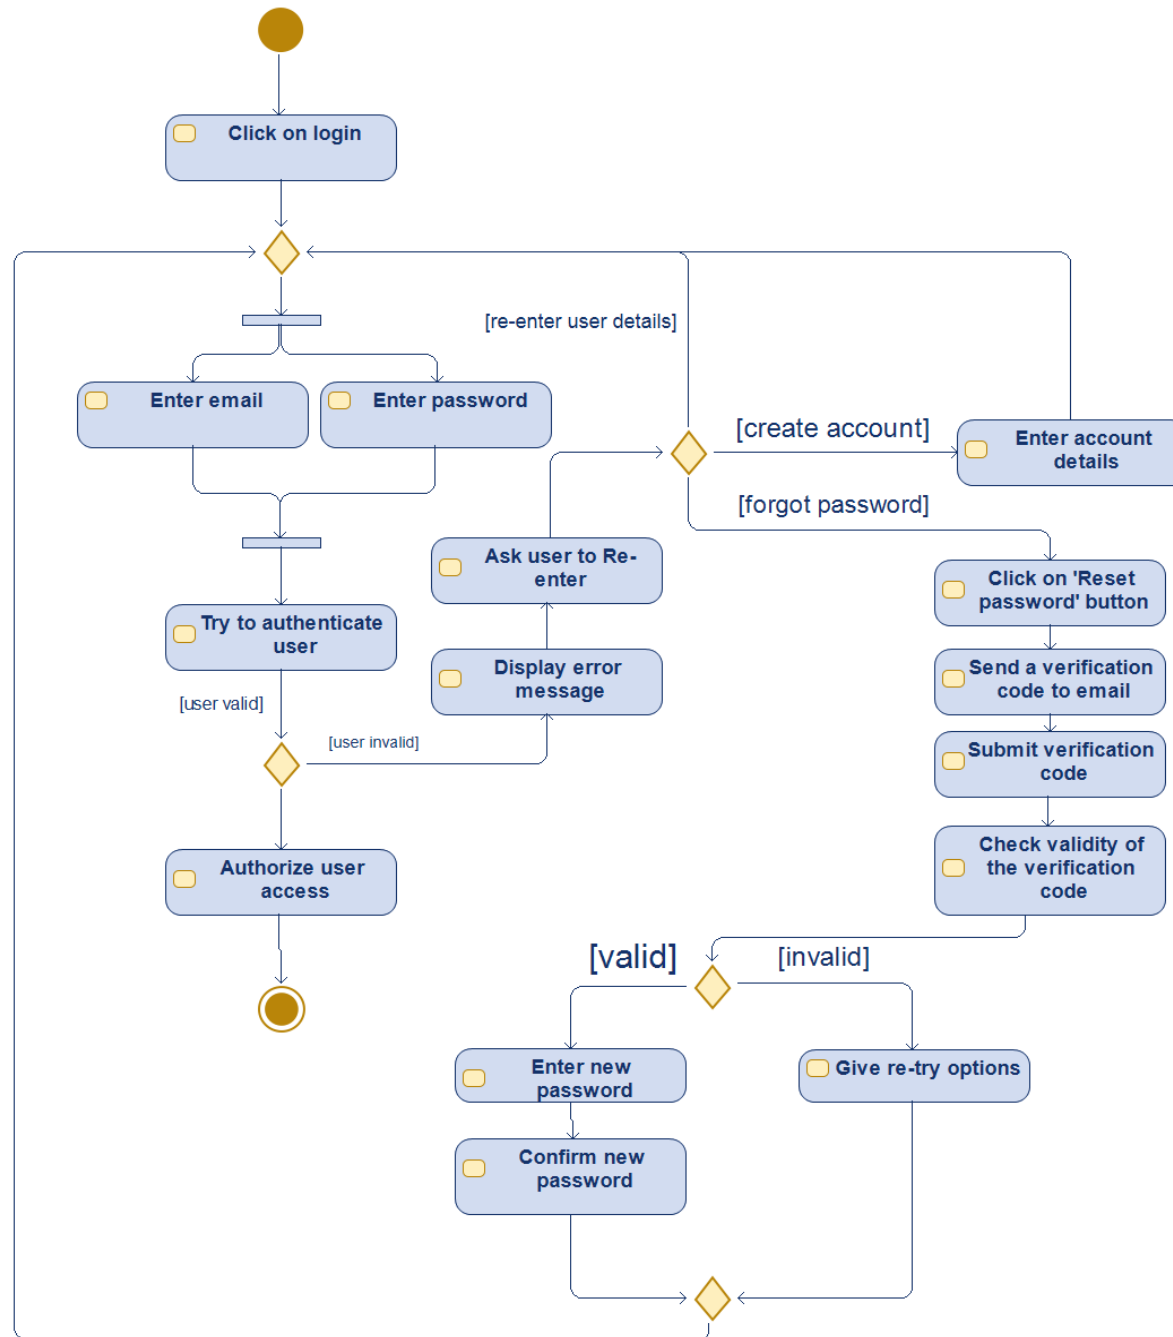 Click on login
[re-enter user details]
Enter email
Enter password
[create account]
Enter account
details
[forgot password]
Ask user to Re-
enter
Click on 'Reset
password' button
Try to authenticate
user
Display error
message
Send a verification
code to email
[user valid]
[user invalid]
Submit verification
code
Authorize user
access
Check validity of
the verification
code
[valid]
[invalid]
Enter new
password
Give re-try options
Confirm new
password